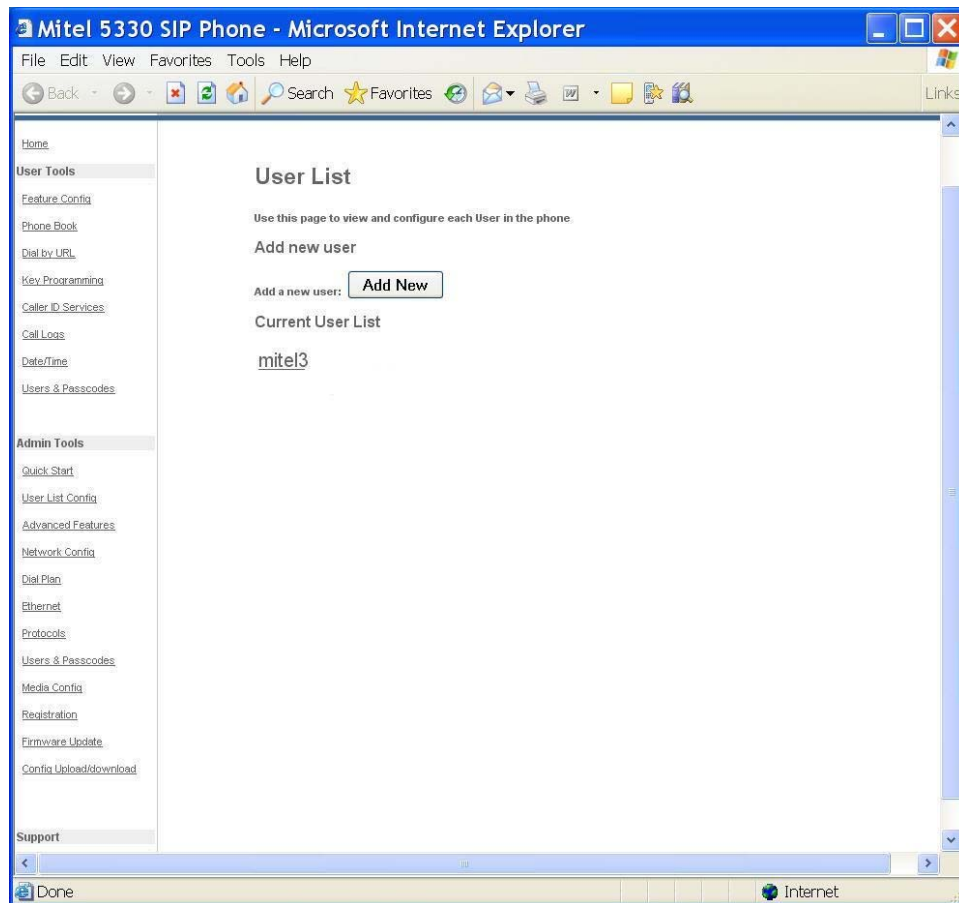 Mitel 5330 SIP Phone - Microsoft Internet Explorer
File Edit View Favorites Tools Help
Back Search Favorites Links
Home
User Tools
Feature Config
Phone Book
Dial by URL
Key Programming
Caller ID Services
Call Logs
Date/Time
Users & Passcodes
Admin Tools
Quick Start
User List Config
Advanced Features
Network Config
Dial Plan
Ethernet
Protocols
Users & Passcodes
Media Config
Registration
Firmware Update
Config Upload/download
Support
User List
Use this page to view and configure each User in the phone
Add new user
Add a new user: Add New
Current User List
mitel3
Done Internet